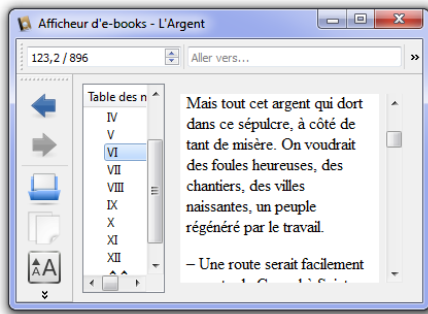 Afficheur d'e-books - L'Argent
123,2 / 896
Aller vers...
»
Table des n
IV
V
VI
VII
VIII
IX
X
XI
XII
Mais tout cet argent qui dort
dans ce sépulcre, à côté de
tant de misère. On voudrait
des foules heureuses, des
chantiers, des villes
naissantes, un peuple
régénéré par le travail.
– Une route serait facilement
AA